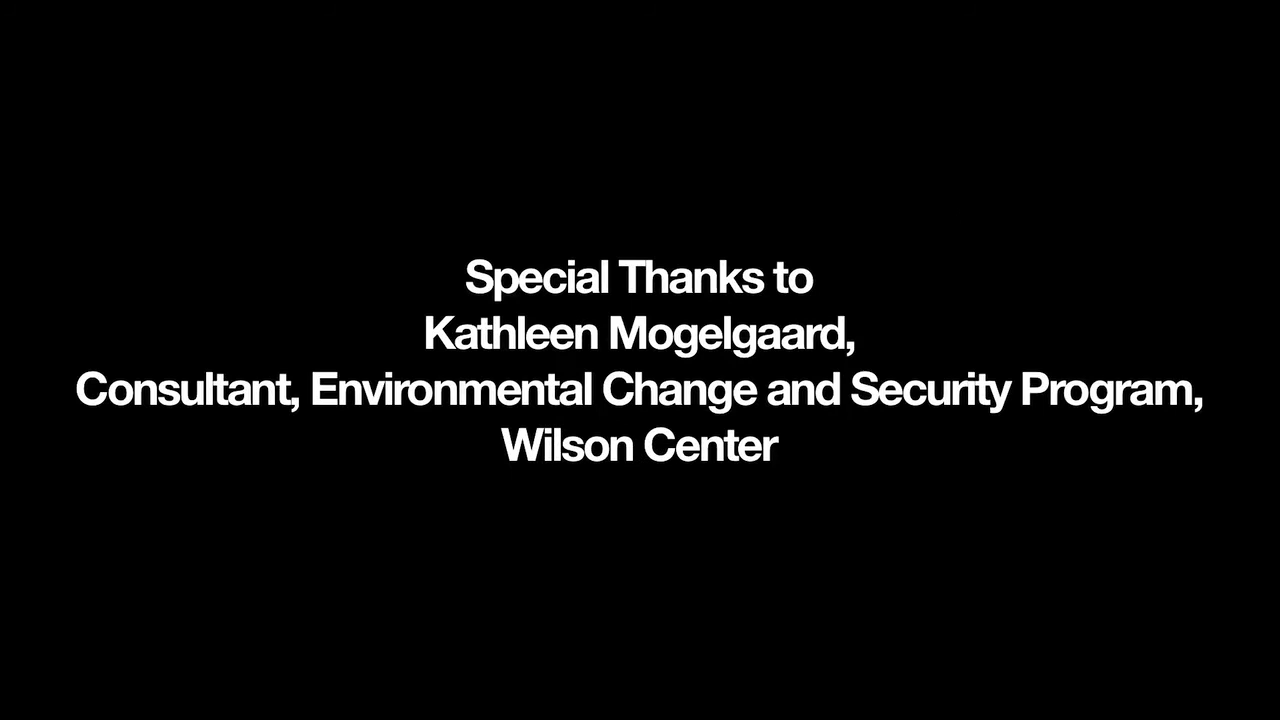 Special Thanks to
Kathleen Mogelgaard,
Consultant, Environmental Change and Security Program,
Wilson Center